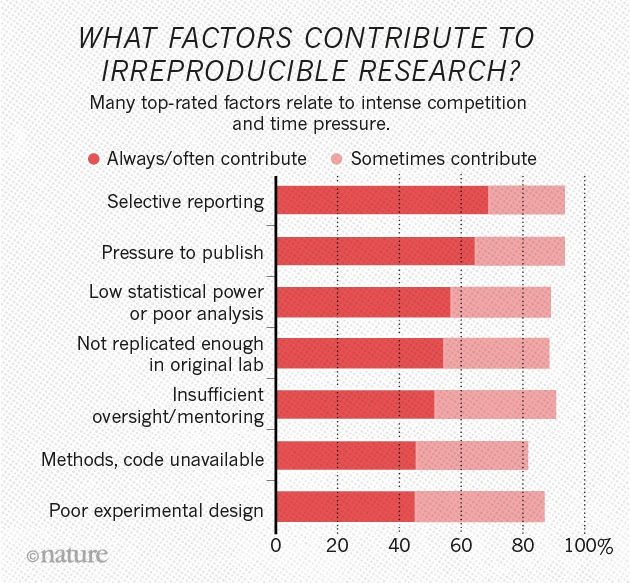 WHAT FACTORS CONTRIBUTE TO
IRREPRODUCIBLE RESEARCH?
Many top-rated factors relate to intense competition
and time pressure.
Always/often contribute Sometimes contribute
Selective reporting
Pressure to publish
Low statistical power
or poor analysis
Not replicated enough
in original lab
Insufficient
oversight/mentoring
Methods, code unavailable
Poor experimental design
0 20 40 60 80 100%
©nature